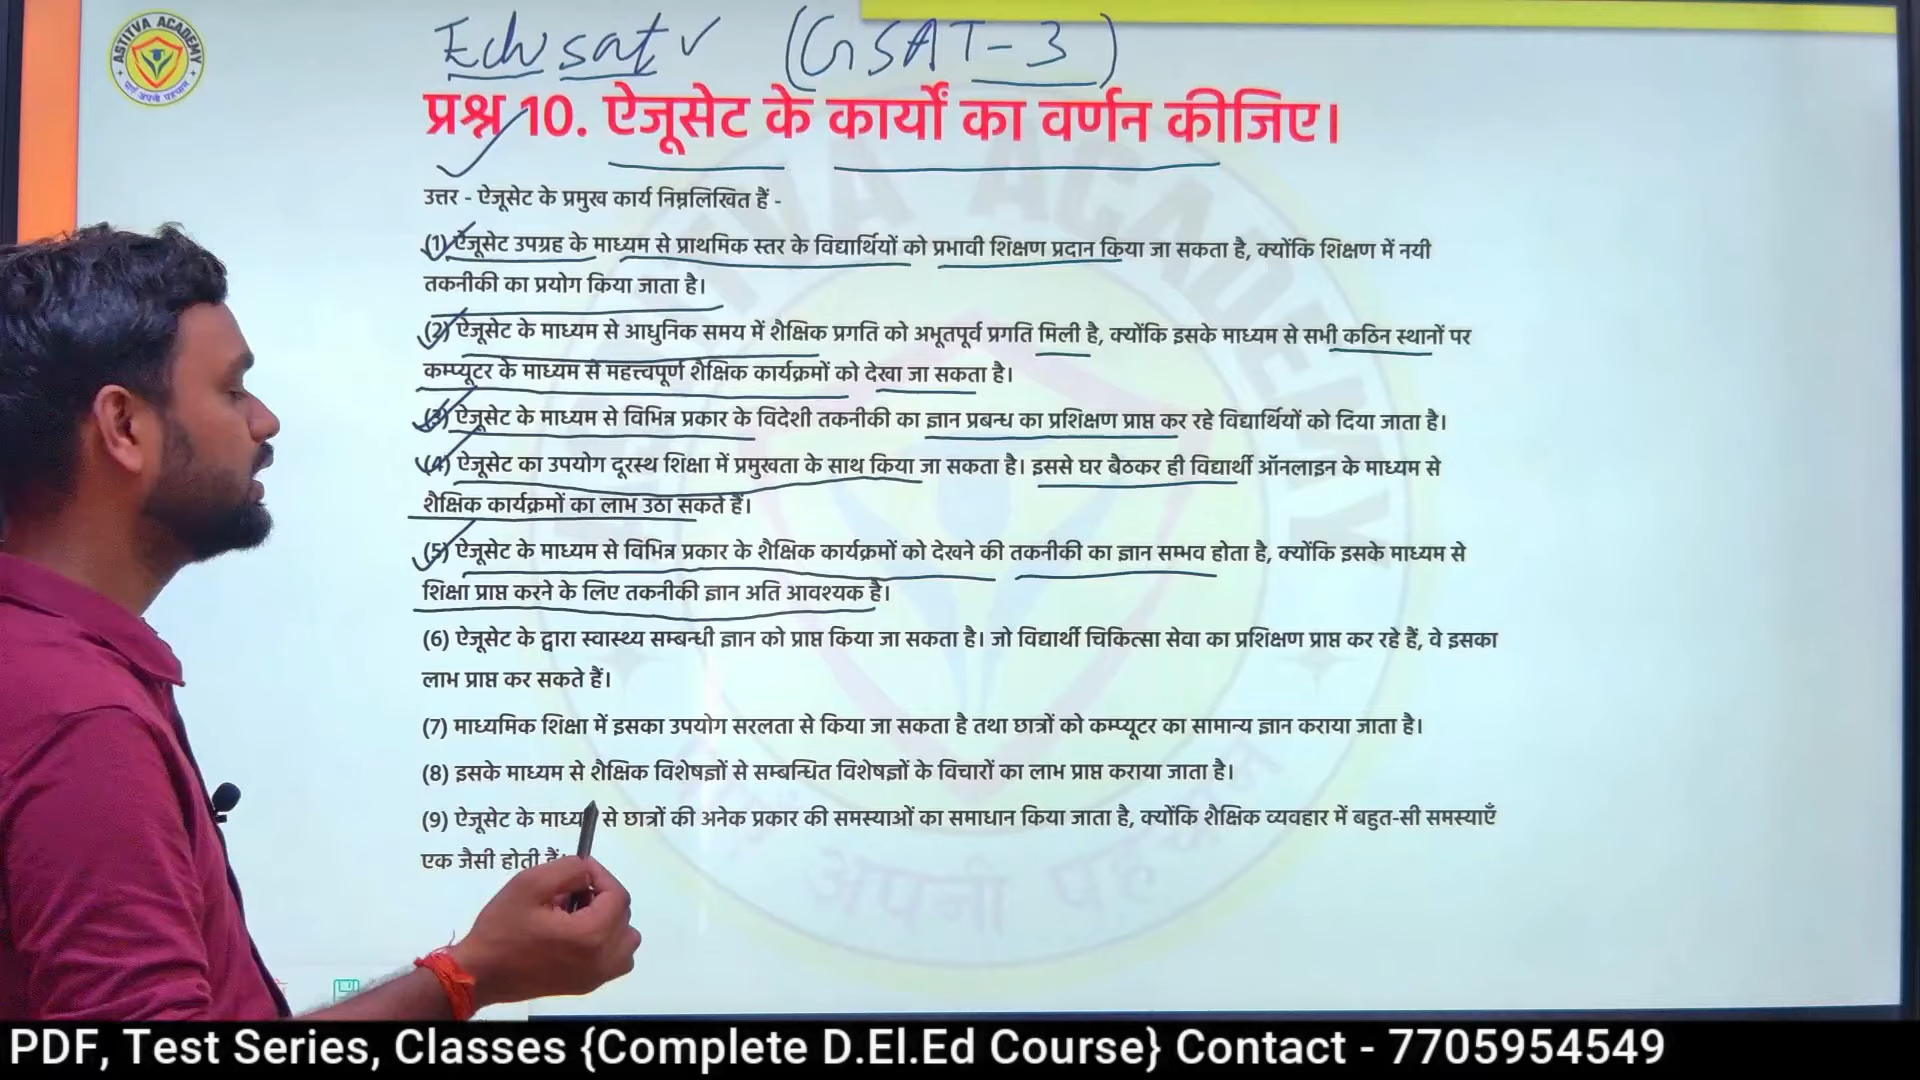 ASTITVA ACADEMY
Edusat (GSAT-3)
प्रश्न 10. ऐजूसेट के कार्यों का वर्णन कीजिए।
उत्तर - ऐजूसेट के प्रमुख कार्य निम्नलिखित हैं -
(1) ऐजूसेट उपग्रह के माध्यम से प्राथमिक स्तर के विद्यार्थियों को प्रभावी शिक्षण प्रदान किया जा सकता है, क्योंकि शिक्षण में नयी
तकनीकी का प्रयोग किया जाता है।
(2) ऐजूसेट के माध्यम से आधुनिक समय में शैक्षिक प्रगति को अभूतपूर्व प्रगति मिली है, क्योंकि इसके माध्यम से सभी कठिन स्थानों पर
कम्प्यूटर के माध्यम से महत्त्वपूर्ण शैक्षिक कार्यक्रमों को देखा जा सकता है।
(3) ऐजूसेट के माध्यम से विभिन्न प्रकार के विदेशी तकनीकी का ज्ञान प्रबन्ध का प्रशिक्षण प्राप्त कर रहे विद्यार्थियों को दिया जाता है।
(4) ऐजूसेट का उपयोग दूरस्थ शिक्षा में प्रमुखता के साथ किया जा सकता है। इससे घर बैठकर ही विद्यार्थी ऑनलाइन के माध्यम से
शैक्षिक कार्यक्रमों का लाभ उठा सकते हैं।
(5) ऐजूसेट के माध्यम से विभिन्न प्रकार के शैक्षिक कार्यक्रमों को देखने की तकनीकी का ज्ञान सम्भव होता है, क्योंकि इसके माध्यम से
शिक्षा प्राप्त करने के लिए तकनीकी ज्ञान अति आवश्यक है।
(6) ऐजूसेट के द्वारा स्वास्थ्य सम्बन्धी ज्ञान को प्राप्त किया जा सकता है। जो विद्यार्थी चिकित्सा सेवा का प्रशिक्षण प्राप्त कर रहे हैं, वे इसका
लाभ प्राप्त कर सकते हैं।
(7) माध्यमिक शिक्षा में इसका उपयोग सरलता से किया जा सकता है तथा छात्रों को कम्प्यूटर का सामान्य ज्ञान कराया जाता है।
(8) इसके माध्यम से शैक्षिक विशेषज्ञों से सम्बन्धित विशेषज्ञों के विचारों का लाभ प्राप्त कराया जाता है।
(9) ऐजूसेट के माध्य से छात्रों की अनेक प्रकार की समस्याओं का समाधान किया जाता है, क्योंकि शैक्षिक व्यवहार में बहुत-सी समस्याएँ
एक जैसी होती हैं।
PDF, Test Series, Classes {Complete D.El.Ed Course} Contact - 7705954549